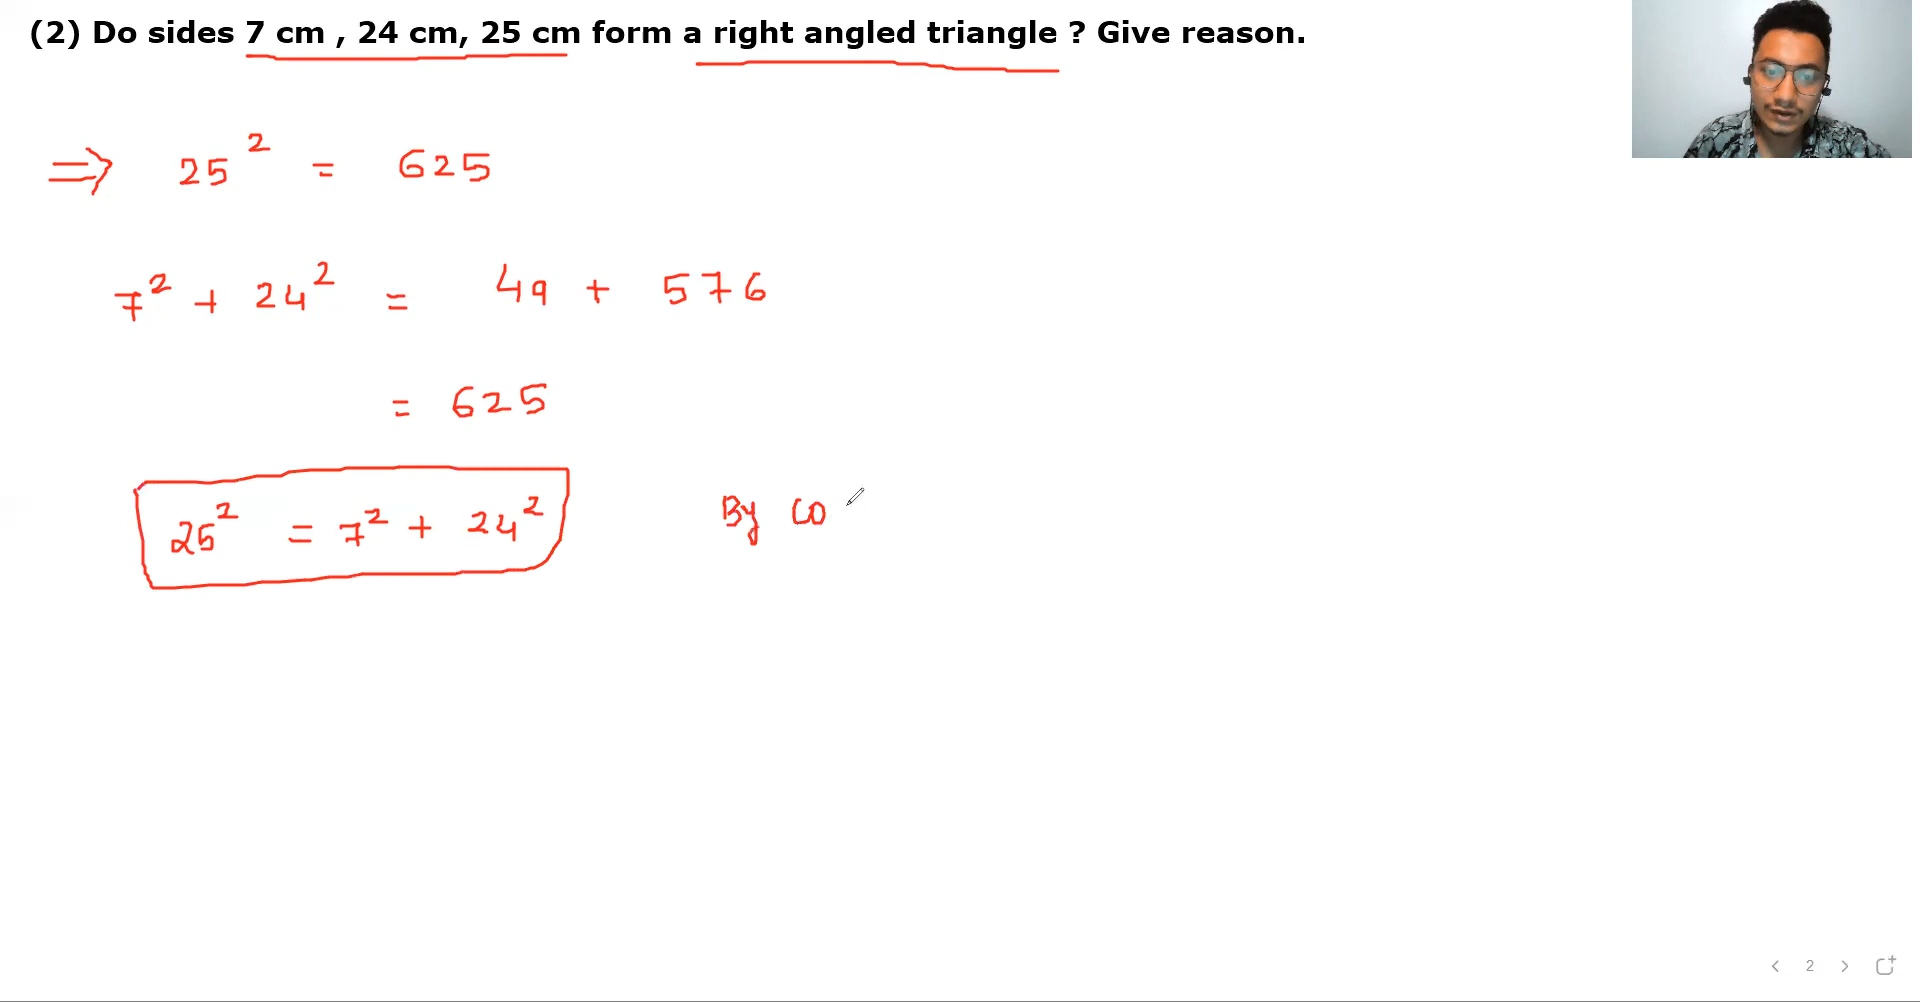 (2) Do sides 7 cm , 24 cm, 25 cm form a right angled triangle ? Give reason.
⇒ 25² = 625
7² + 24² = 49 + 576
= 625
25² = 7² + 24² By co
2